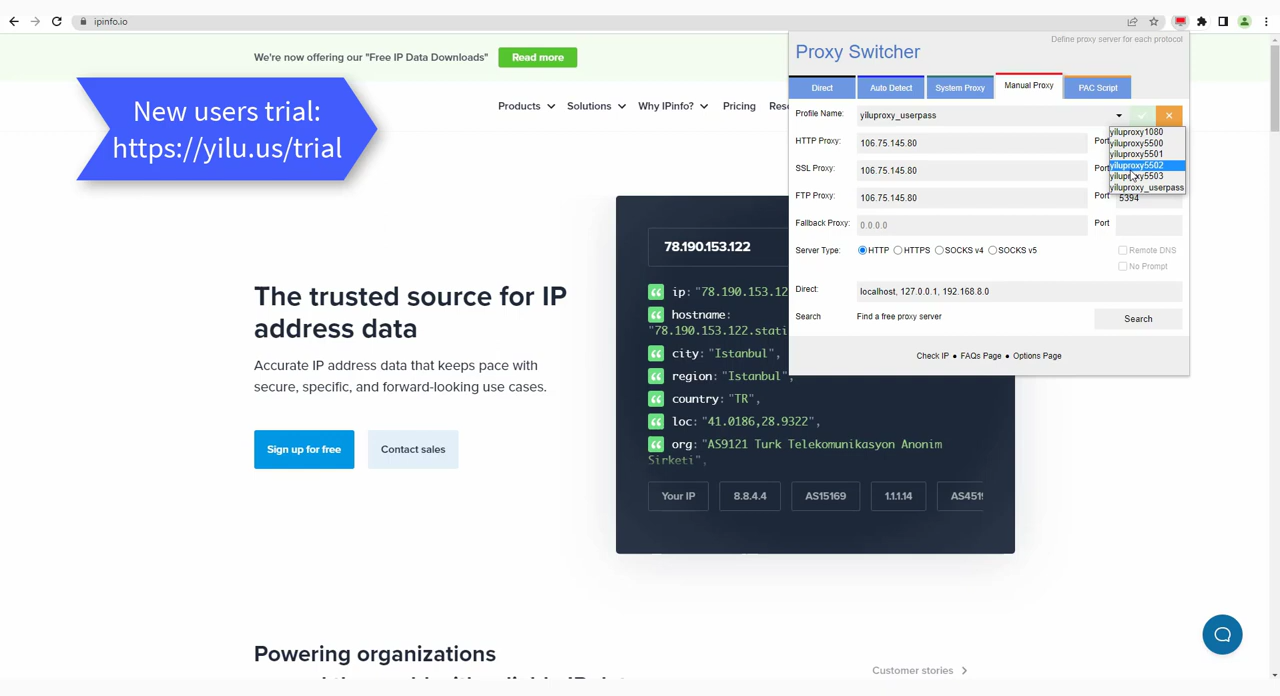 ipinfo.io
We're now offering our "Free IP Data Downloads"
Read more
New users trial:
https://yilu.us/trial
Products
Solutions
Why IPinfo?
Pricing
Define proxy server for each protocol
Proxy Switcher
Direct
Auto Detect
System Proxy
Manual Proxy
PAC Script
Profile Name:
yiluproxy_userpass
yiluproxy1080
yiluproxy5500
yiluproxy5501
yiluproxy5502
yiluproxy5503
yiluproxy_userpass
HTTP Proxy:
106.75.145.80
Port
SSL Proxy:
106.75.145.80
Port
FTP Proxy:
106.75.145.80
Port
5394
Fallback Proxy:
0.0.0.0
Port
Server Type:
HTTP
HTTPS
SOCKS v4
SOCKS v5
Remote DNS
No Prompt
Direct:
localhost, 127.0.0.1, 192.168.8.0
Search
Find a free proxy server
Search
Check IP • FAQs Page • Options Page
The trusted source for IP
address data
Accurate IP address data that keeps pace with
secure, specific, and forward-looking use cases.
Sign up for free
Contact sales
78.190.153.122
ip: "78.190.153.12
hostname:
"78.190.153.122.stati
city: "Istanbul",
region: "Istanbul",
country: "TR",
loc: "41.0186,28.9322",
org: "AS9121 Turk Telekomunikasyon Anonim
Sirketi",
Your IP
8.8.4.4
AS15169
1.1.1.14
Powering organizations
Customer stories